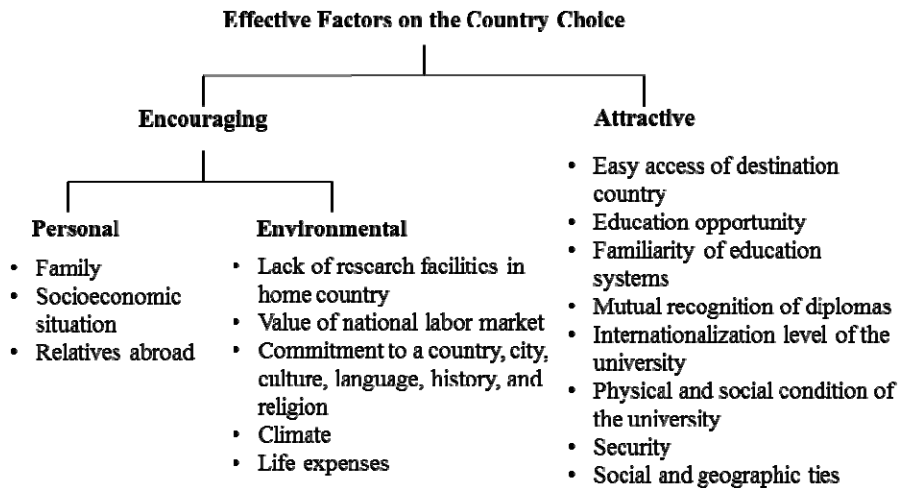 Effective Factors on the Country Choice
Encouraging
Personal
• Family
• Socioeconomic
situation
• Relatives abroad
Environmental
• Lack of research facilities in
home country
• Value of national labor market
• Commitment to a country, city,
culture, language, history, and
religion
• Climate
• Life expenses
Attractive
• Easy access of destination
country
• Education opportunity
• Familiarity of education
systems
• Mutual recognition of diplomas
• Internationalization level of the
university
• Physical and social condition of
the university
• Security
• Social and geographic ties